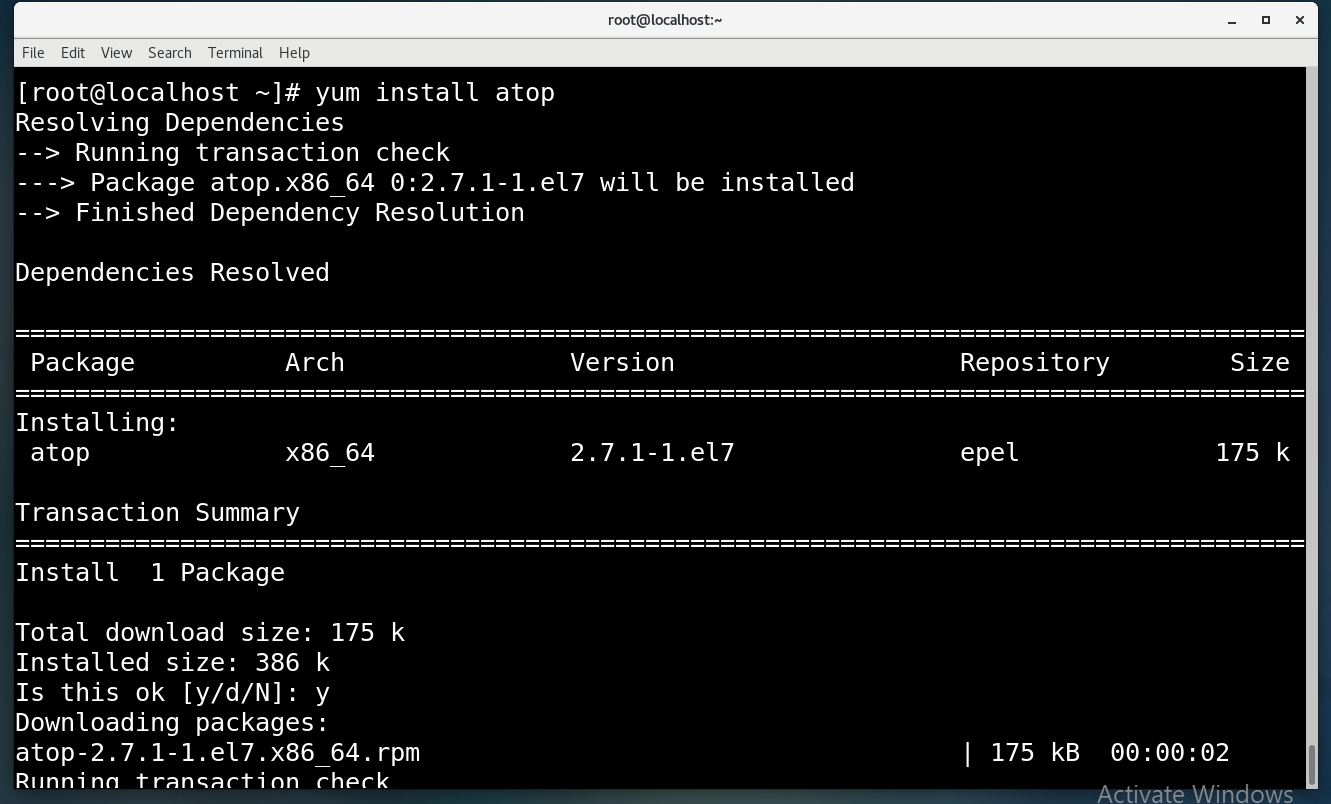 root@localhost:~
File Edit View Search Terminal Help
[root@localhost ~]# yum install atop
Resolving Dependencies
--> Running transaction check
---> Package atop.x86_64 0:2.7.1-1.el7 will be installed
--> Finished Dependency Resolution
Dependencies Resolved
======================================================================================
Package Arch Version Repository Size
======================================================================================
Installing:
atop x86_64 2.7.1-1.el7 epel 175 k
Transaction Summary
======================================================================================
Install  1 Package
Total download size: 175 k
Installed size: 386 k
Is this ok [y/d/N]: y
Downloading packages:
atop-2.7.1-1.el7.x86_64.rpm | 175 kB  00:00:02
Running transaction check
Activate Windows